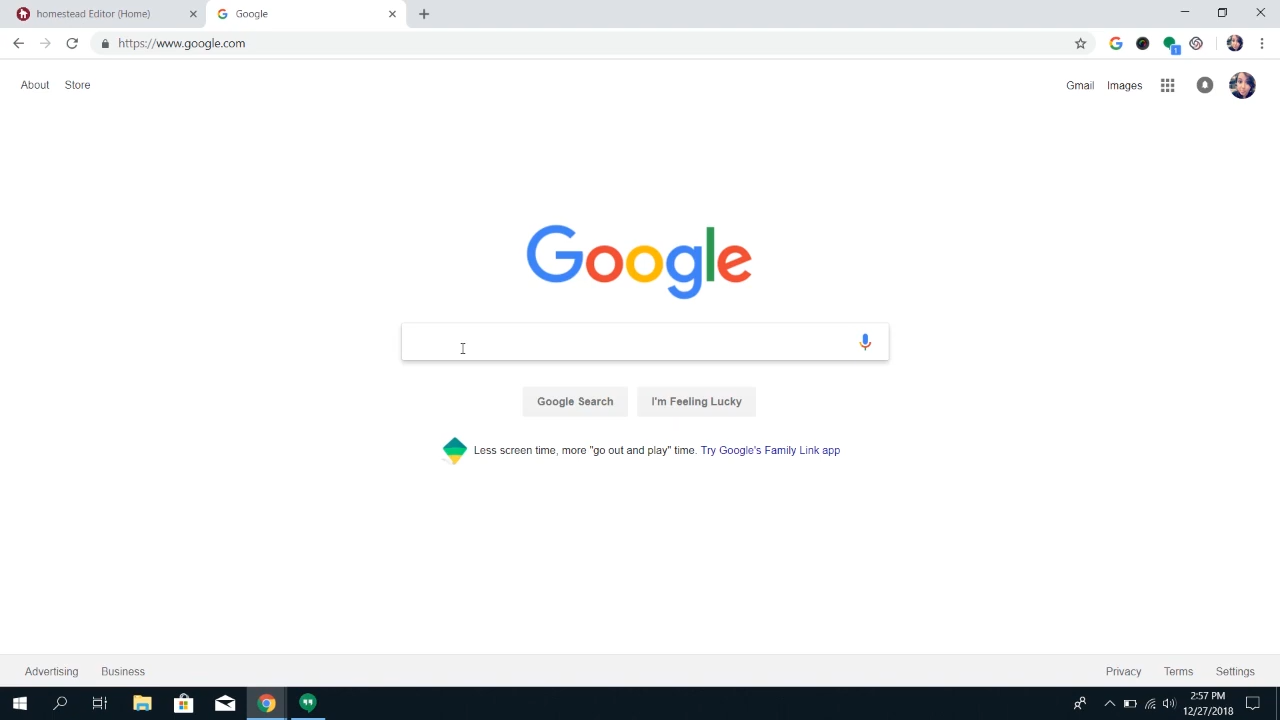 homestead Editor (Home)
Google
https://www.google.com
1
About Store
Gmail Images
Google
Google Search I'm Feeling Lucky
Less screen time, more "go out and play" time. Try Google's Family Link app
Advertising Business
Privacy Terms Settings
2:57 PM
12/27/2018